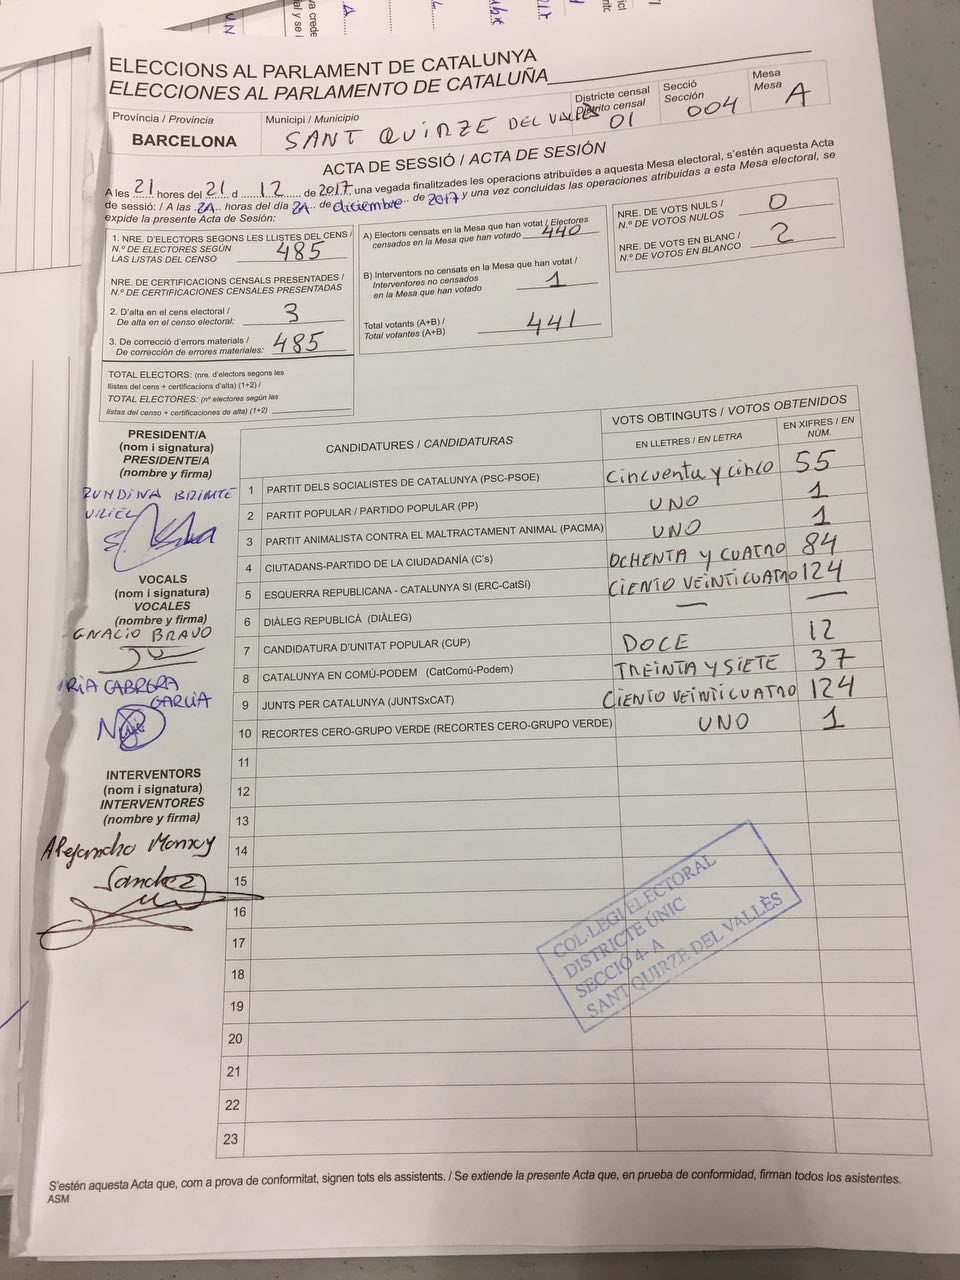 ELECCIONS AL PARLAMENT DE CATALUNYA
ELECCIONES AL PARLAMENTO DE CATALUÑA
Província / Provincia
BARCELONA
Municipi / Municipio
SANT QUIRZE DEL VALLÈS
Districte censal
Distrito censal
01
Secció
Sección
004
Mesa
Mesa
A
ACTA DE SESSIÓ / ACTA DE SESIÓN
A les 21 hores del 21 d 12 de 2017 una vegada finalitzades les operacions atribuïdes a aquesta Mesa electoral, s'estén aquesta Acta
de sessió: / A las 21 horas del día 21 de diciembre de 2017 y una vez concluidas las operaciones atribuidas a esta Mesa electoral, se
expide la presente Acta de Sesión:
1. NRE. D'ELECTORS SEGONS LES LLISTES DEL CENS /
N.º DE ELECTORES SEGÚN
LAS LISTAS DEL CENSO
485
NRE. DE CERTIFICACIONS CENSALS PRESENTADES /
N.º DE CERTIFICACIONES CENSALES PRESENTADAS
2. D'alta en el cens electoral /
De alta en el censo electoral: 3
3. De correcció d'errors materials /
De corrección de errores materiales: 485
TOTAL ELECTORS: (nre. d'electors segons les
llistes del cens + certificacions d'alta) (1+2) /
TOTAL ELECTORES: (nº electores según las
listas del censo + certificaciones de alta) (1+2)
A) Electors censats en la Mesa que han votat / Electores
censados en la Mesa que han votado 440
B) Interventors no censats en la Mesa que han votat /
Interventores no censados
en la Mesa que han votado 1
Total votants (A+B) /
Total votantes (A+B) 441
NRE. DE VOTS NULS /
N.º DE VOTOS NULOS 0
NRE. DE VOTS EN BLANC /
N.º DE VOTOS EN BLANCO 2
PRESIDENT/A
(nom i signatura)
PRESIDENTE/A
(nombre y firma)
VOCALS
(nom i signatura)
VOCALES
(nombre y firma)
GNACIO BRAVO
CABRERA
GARCIA
INTERVENTORS
(nom i signatura)
INTERVENTORES
(nombre y firma)
Alejandro Monroy
Sanchez
CANDIDATURES / CANDIDATURAS
VOTS OBTINGUTS / VOTOS OBTENIDOS
EN LLETRES / EN LETRA
EN XIFRES / EN
NÚM.
1 PARTIT DELS SOCIALISTES DE CATALUNYA (PSC-PSOE) Cincuenta y cinco 55
2 PARTIT POPULAR / PARTIDO POPULAR (PP) UNO 1
3 PARTIT ANIMALISTA CONTRA EL MALTRACTAMENT ANIMAL (PACMA) UNO 1
4 CIUTADANS-PARTIDO DE LA CIUDADANÍA (C's) OCHENTA Y CUATRO 84
5 ESQUERRA REPUBLICANA - CATALUNYA SÍ (ERC-CatSí) CIENTO VEINTICUATRO 124
6 DIÀLEG REPUBLICÀ (DIÀLEG) — —
7 CANDIDATURA D'UNITAT POPULAR (CUP) DOCE 12
8 CATALUNYA EN COMÚ-PODEM (CatComú-Podem) TREINTA Y SIETE 37
9 JUNTS PER CATALUNYA (JUNTSxCAT) CIENTO VEINTICUATRO 124
10 RECORTES CERO-GRUPO VERDE (RECORTES CERO-GRUPO VERDE) UNO 1
11
12
13
14
15
16
17
18
19
20
21
22
23
COL·LEGI ELECTORAL
DISTRICTE ÚNIC
SECCIÓ 4- A
SANT QUIRZE DEL VALLÈS
S'estén aquesta Acta que, com a prova de conformitat, signen tots els assistents. / Se extiende la presente Acta que, en prueba de conformidad, firman todos los asistentes.
ASM